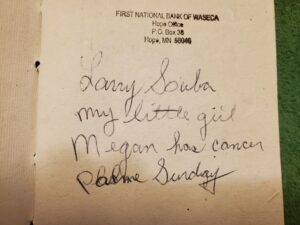 FIRST NATIONAL BANK OF WASECA
Hope Office
P.O. Box 38
Hope, MN 56046
Larry Souba
my little girl
Megan has cancer
Palme Sunday